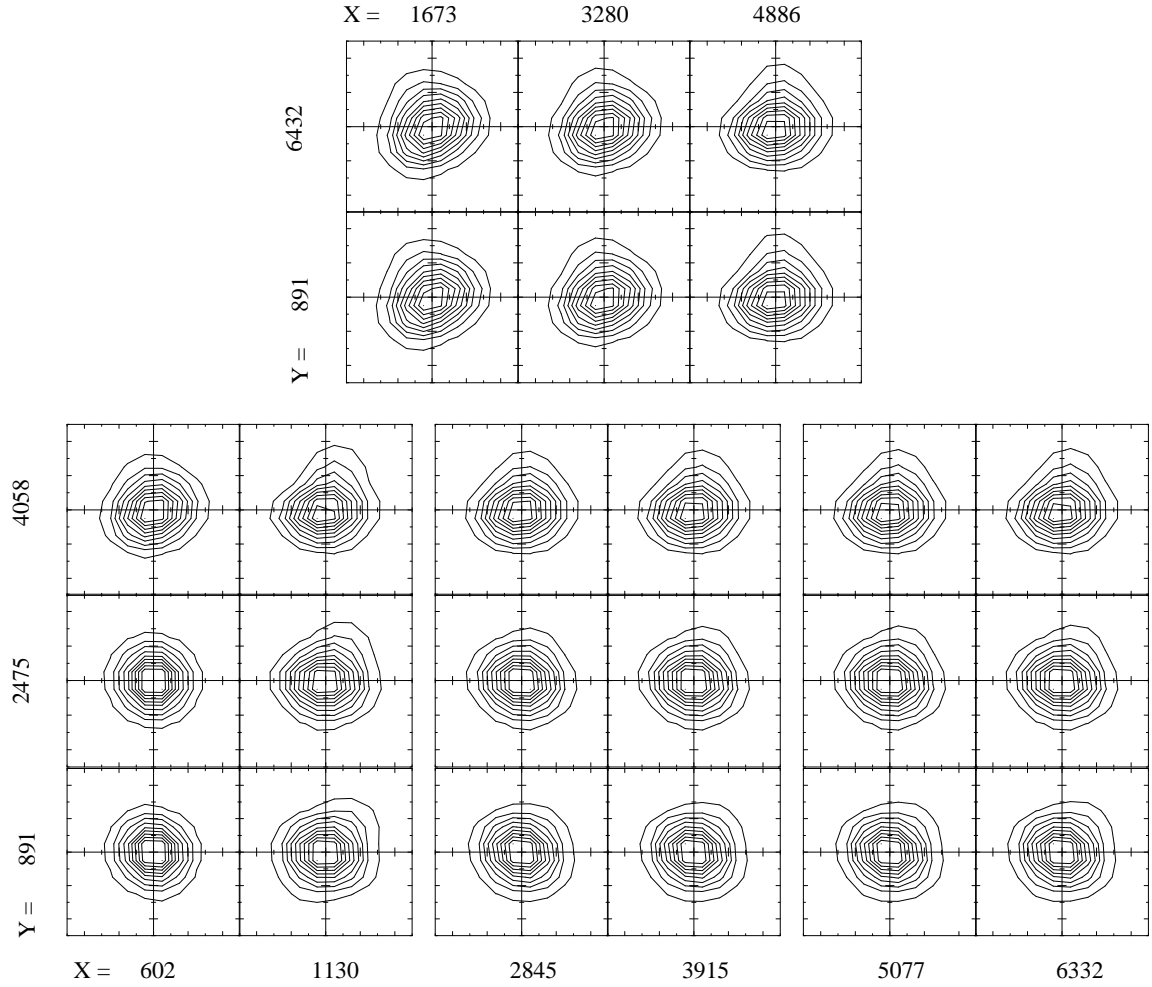 X = 1673 3280 4886
6432
891
Y =
4058
2475
891
Y =
X = 602 1130 2845 3915 5077 6332